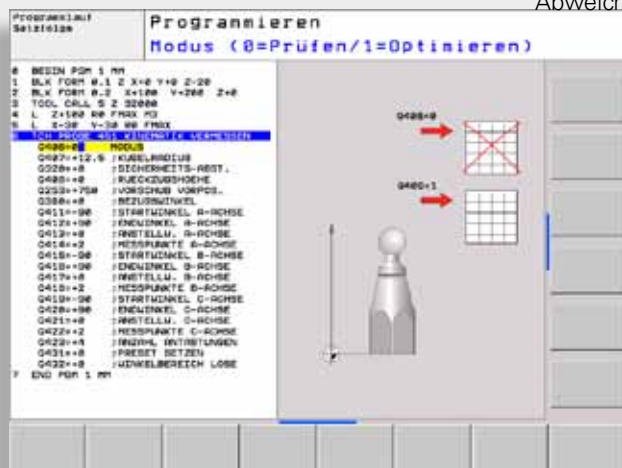 Abweich
Programmlauf
Satzfolge
Programmieren
Modus (0=Prüfen/1=Optimieren)
0 BEGIN PGM 1 MM
1 BLK FORM 0.1 Z X+0 Y+0 Z-20
2 BLK FORM 0.2 X+100 Y+200 Z+0
3 TOOL CALL 5 Z S2000
4 L Z+100 R0 FMAX M3
5 L X-30 Y-30 R0 FMAX
6 TCH PROBE 451 KINEMATIK VERMESSEN
Q406=0 MODUS
Q407=+12.5 ;KUGELRADIUS
Q320=+0 ;SICHERHEITS-ABST.
Q408=+0 ;RUECKZUGSHOEHE
Q253=+750 ;VORSCHUB VORPOS.
Q380=+0 ;BEZUGSWINKEL
Q411=-90 ;STARTWINKEL A-ACHSE
Q412=+90 ;ENDWINKEL A-ACHSE
Q413=+0 ;ANSTELLW. A-ACHSE
Q414=+2 ;MESSPUNKTE A-ACHSE
Q415=-90 ;STARTWINKEL B-ACHSE
Q416=+90 ;ENDWINKEL B-ACHSE
Q417=+0 ;ANSTELLW. B-ACHSE
Q418=+2 ;MESSPUNKTE B-ACHSE
Q419=-90 ;STARTWINKEL C-ACHSE
Q420=+90 ;ENDWINKEL C-ACHSE
Q421=+0 ;ANSTELLW. C-ACHSE
Q422=+2 ;MESSPUNKTE C-ACHSE
Q423=+4 ;ANZAHL ANTASTUNGEN
Q431=+0 ;PRESET SETZEN
Q432=+0 ;WINKELBEREICH LOSE
7 END PGM 1 MM
Q406=0
Q406=1